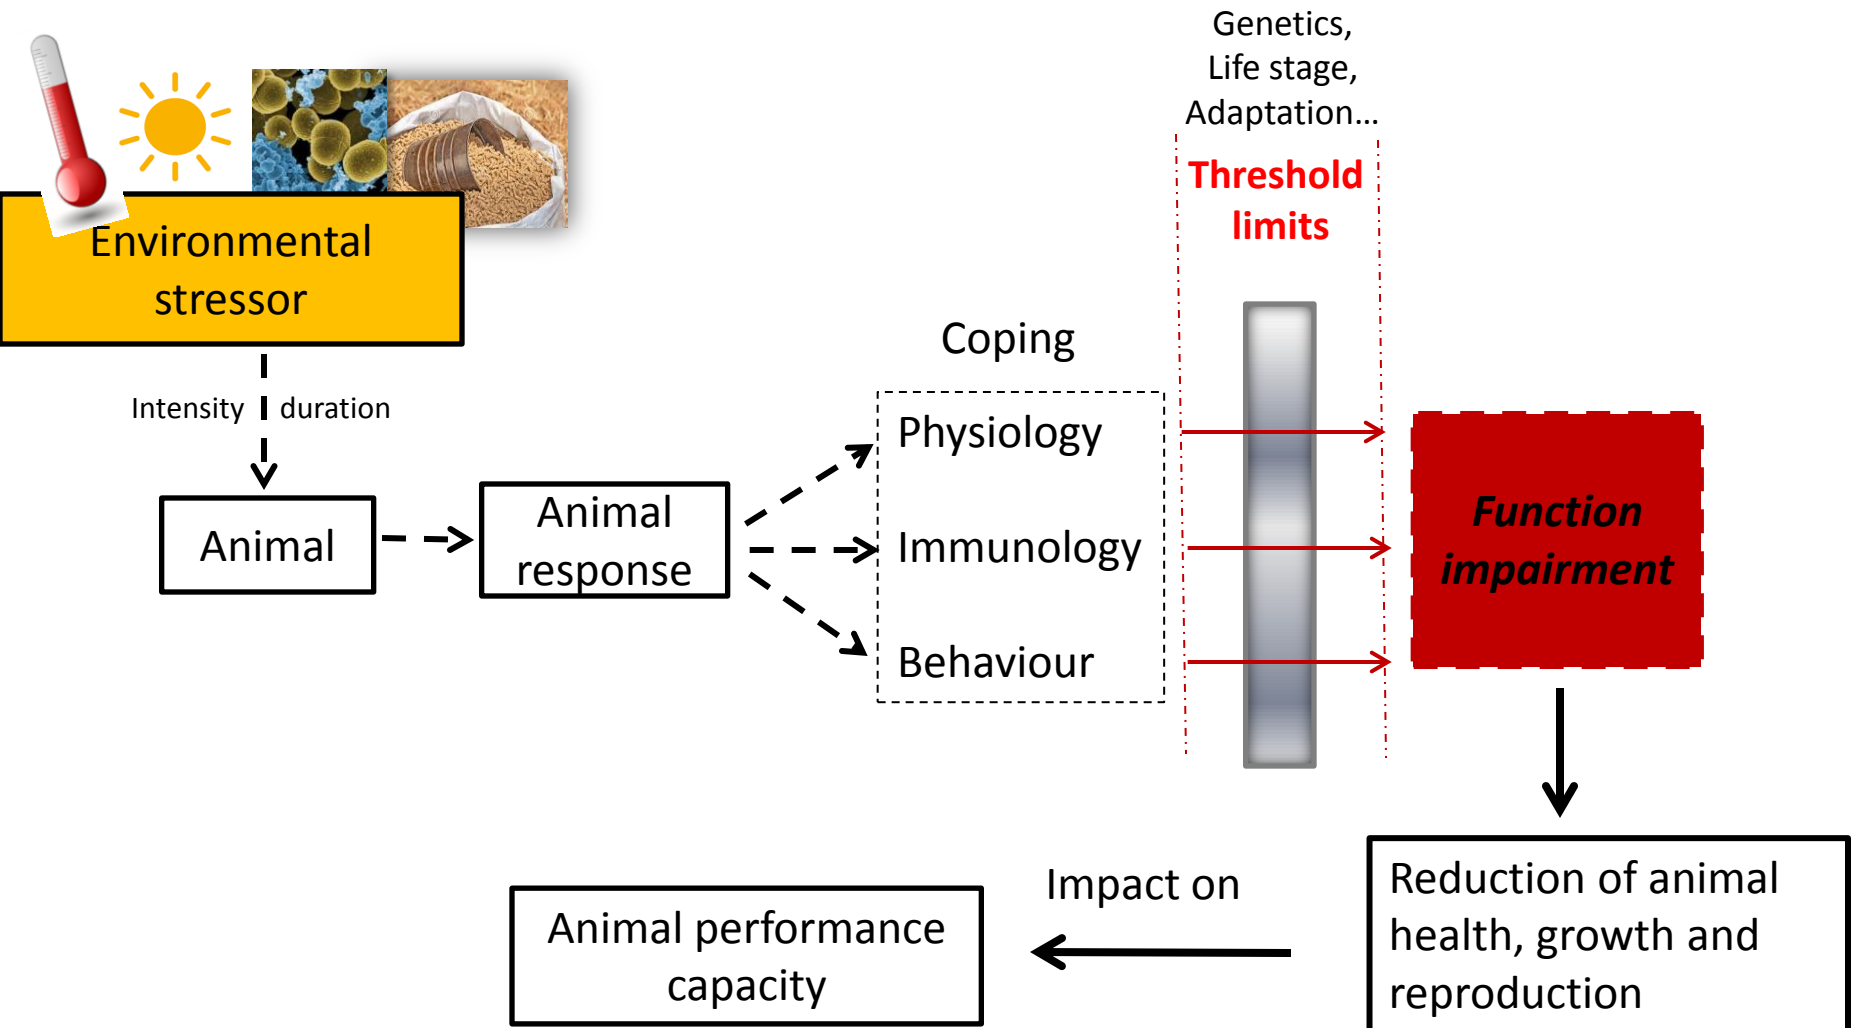 Genetics,
Life stage,
Adaptation...
Threshold
limits
Environmental
stressor
Intensity duration
Coping
Physiology
Immunology
Behaviour
Animal
Animal
response
Function
impairment
Impact on
Reduction of animal
health, growth and
reproduction
Animal performance
capacity